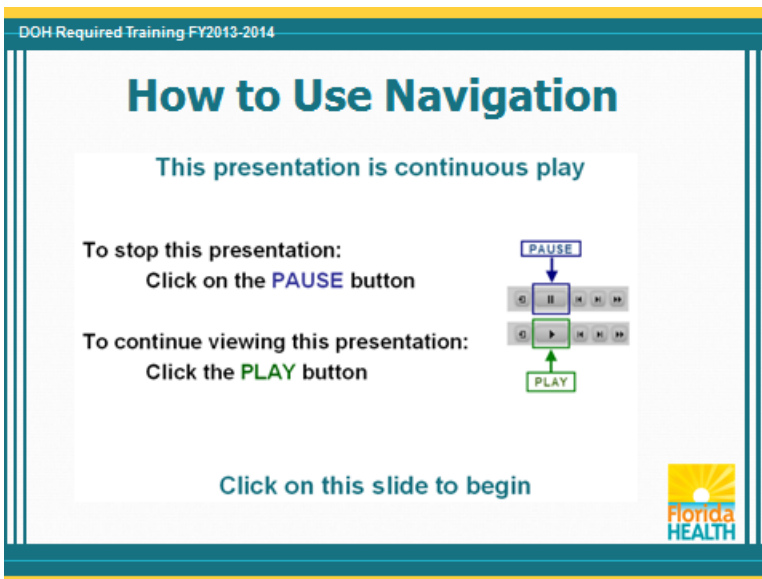 DOH Required Training FY2013-2014
How to Use Navigation
This presentation is continuous play
To stop this presentation:
Click on the PAUSE button
PAUSE
To continue viewing this presentation:
Click the PLAY button
PLAY
Click on this slide to begin
Florida
HEALTH